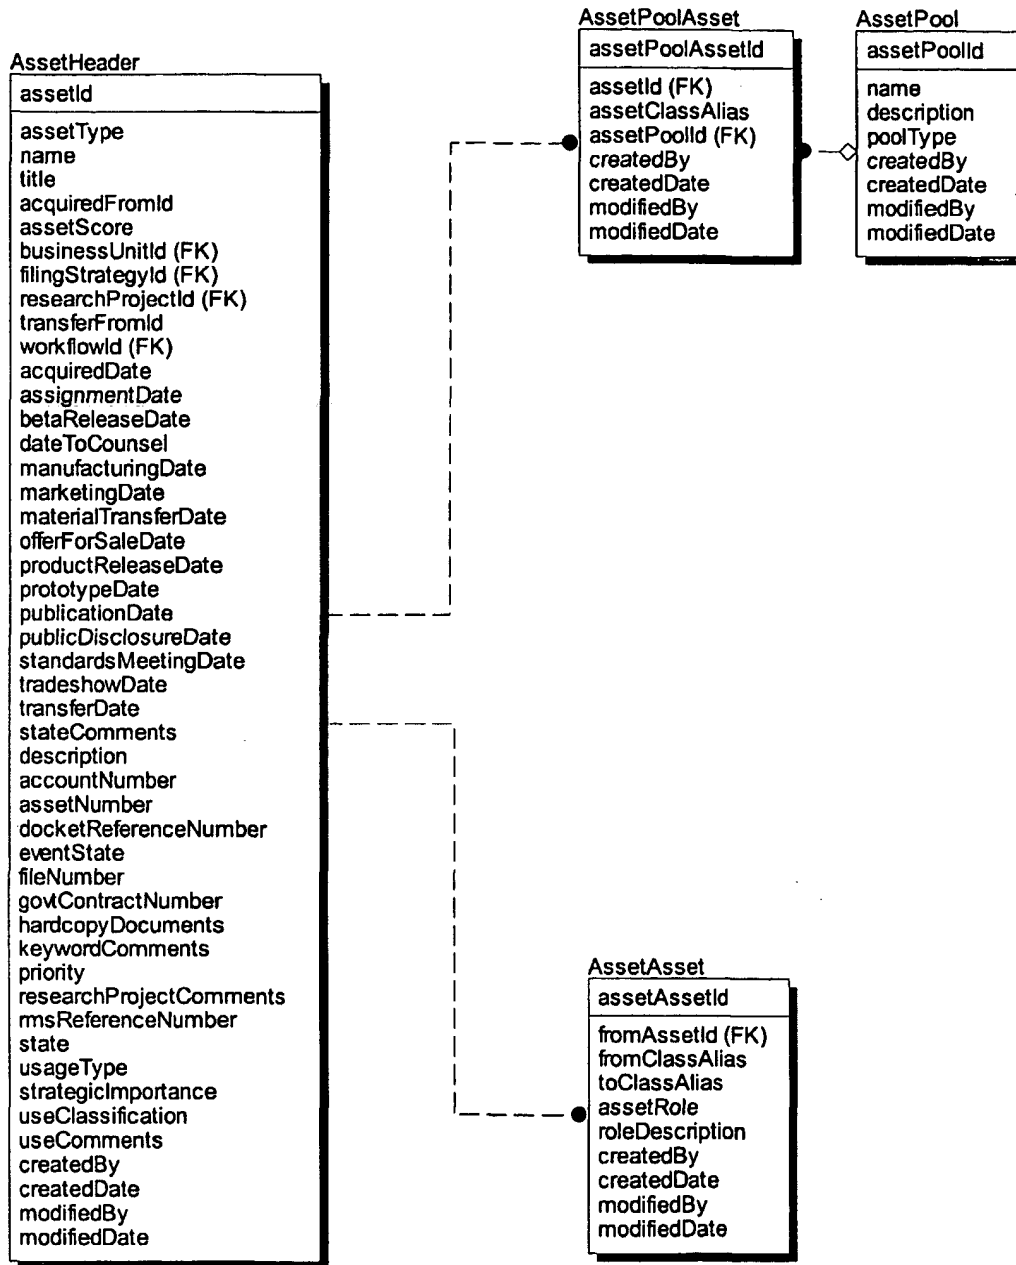 AssetHeader
assetId
assetType
name
title
acquiredFromId
assetScore
businessUnitId (FK)
filingStrategyId (FK)
researchProjectId (FK)
transferFromId
workflowId (FK)
acquiredDate
assignmentDate
betaReleaseDate
dateToCounsel
manufacturingDate
marketingDate
materialTransferDate
offerForSaleDate
productReleaseDate
prototypeDate
publicationDate
publicDisclosureDate
standardsMeetingDate
tradeshowDate
transferDate
stateComments
description
accountNumber
assetNumber
docketReferenceNumber
eventState
fileNumber
govtContractNumber
hardcopyDocuments
keywordComments
priority
researchProjectComments
rmsReferenceNumber
state
usageType
strategicImportance
useClassification
useComments
createdBy
createdDate
modifiedBy
modifiedDate
AssetPoolAsset
assetPoolAssetId
assetId (FK)
assetClassAlias
assetPoolId (FK)
createdBy
createdDate
modifiedBy
modifiedDate
AssetPool
assetPoolId
name
description
poolType
createdBy
createdDate
modifiedBy
modifiedDate
AssetAsset
assetAssetId
fromAssetId (FK)
fromClassAlias
toClassAlias
assetRole
roleDescription
createdBy
createdDate
modifiedBy
modifiedDate